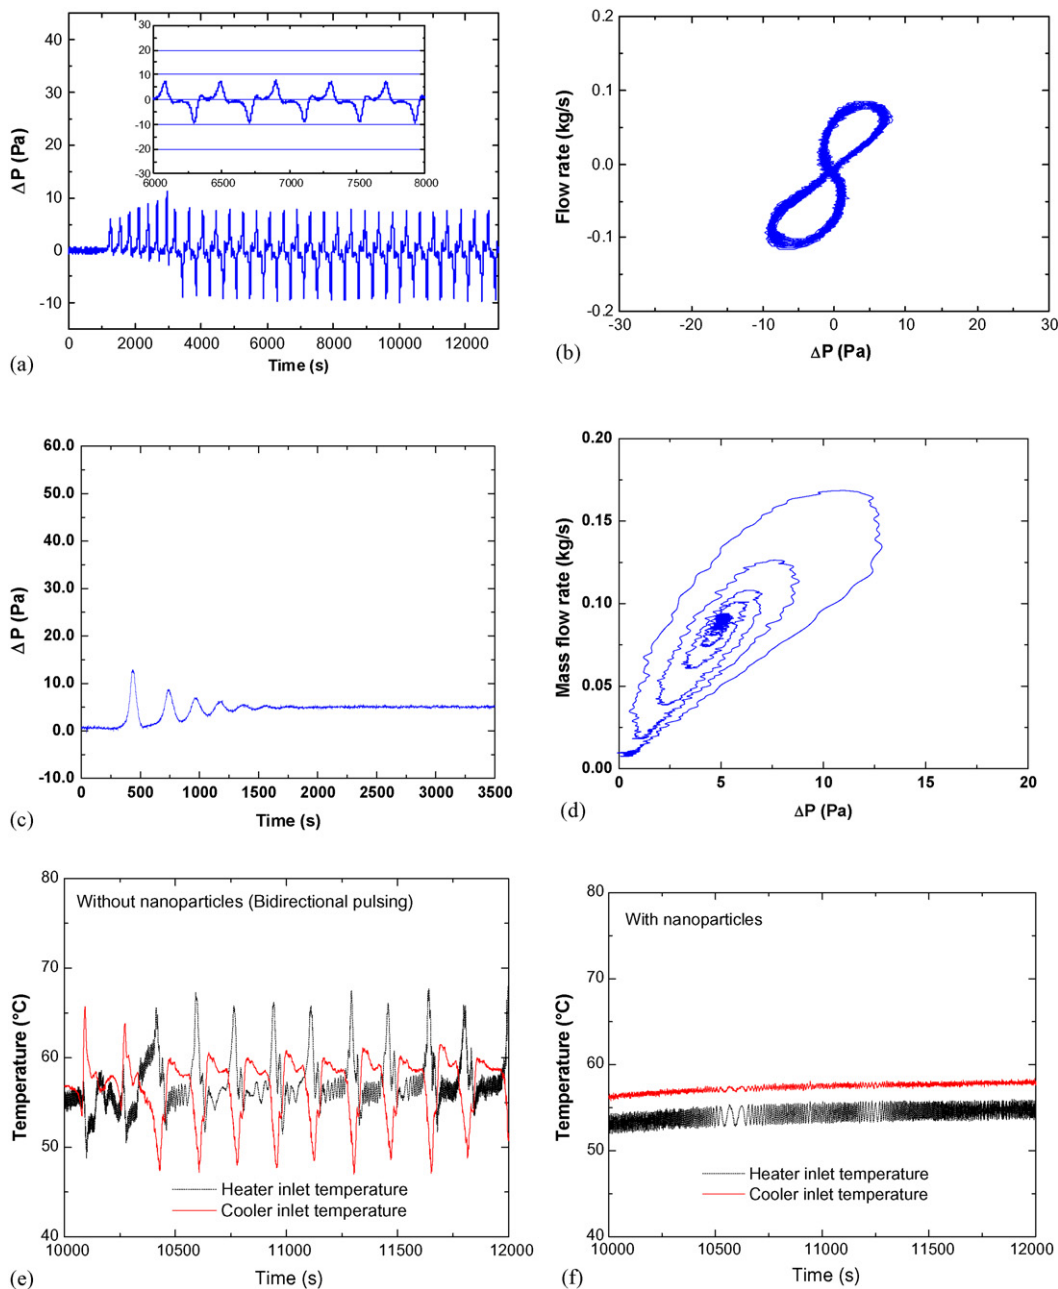 40
30
20
10
0
-10
ΔP (Pa)
0 2000 4000 6000 8000 10000 12000
Time (s)
30
20
10
0
-10
-20
-30
6000 6500 7000 7500 8000
(a)
0.2
0.1
0.0
-0.1
-0.2
Flow rate (kg/s)
-30 -20 -10 0 10 20 30
ΔP (Pa)
(b)
60.0
50.0
40.0
30.0
20.0
10.0
0.0
-10.0
ΔP (Pa)
0 500 1000 1500 2000 2500 3000 3500
Time (s)
(c)
0.20
0.15
0.10
0.05
0.00
Mass flow rate (kg/s)
0 5 10 15 20
ΔP (Pa)
(d)
80
70
60
50
40
Temperature (°C)
Without nanoparticles (Bidirectional pulsing)
Heater inlet temperature
Cooler inlet temperature
10000 10500 11000 11500 12000
Time (s)
(e)
80
70
60
50
40
Temperature (°C)
With nanoparticles
Heater inlet temperature
Cooler inlet temperature
10000 10500 11000 11500 12000
Time (s)
(f)